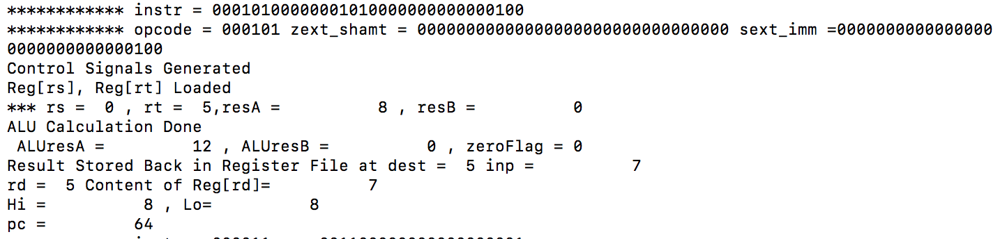 ************ instr = 00010100000001010000000000000100
************ opcode = 000101 zext_shamt = 00000000000000000000000000000000 sext_imm =0000000000000000
0000000000000100
Control Signals Generated
Reg[rs], Reg[rt] Loaded
*** rs =  0 , rt =  5,resA =          8 , resB =          0
ALU Calculation Done
 ALUresA =         12 , ALUresB =          0 , zeroFlag = 0
Result Stored Back in Register File at dest =  5 inp =          7
rd =  5 Content of Reg[rd]=          7
Hi =          8 , Lo=          8
pc =         64